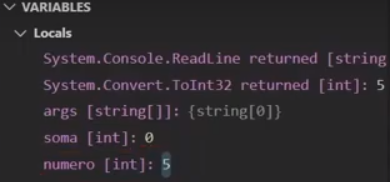 VARIABLES
Locals
System.Console.ReadLine returned [string
System.Convert.ToInt32 returned [int]: 5
args [string[]]: {string[0]}
soma [int]: 0
numero [int]: 5